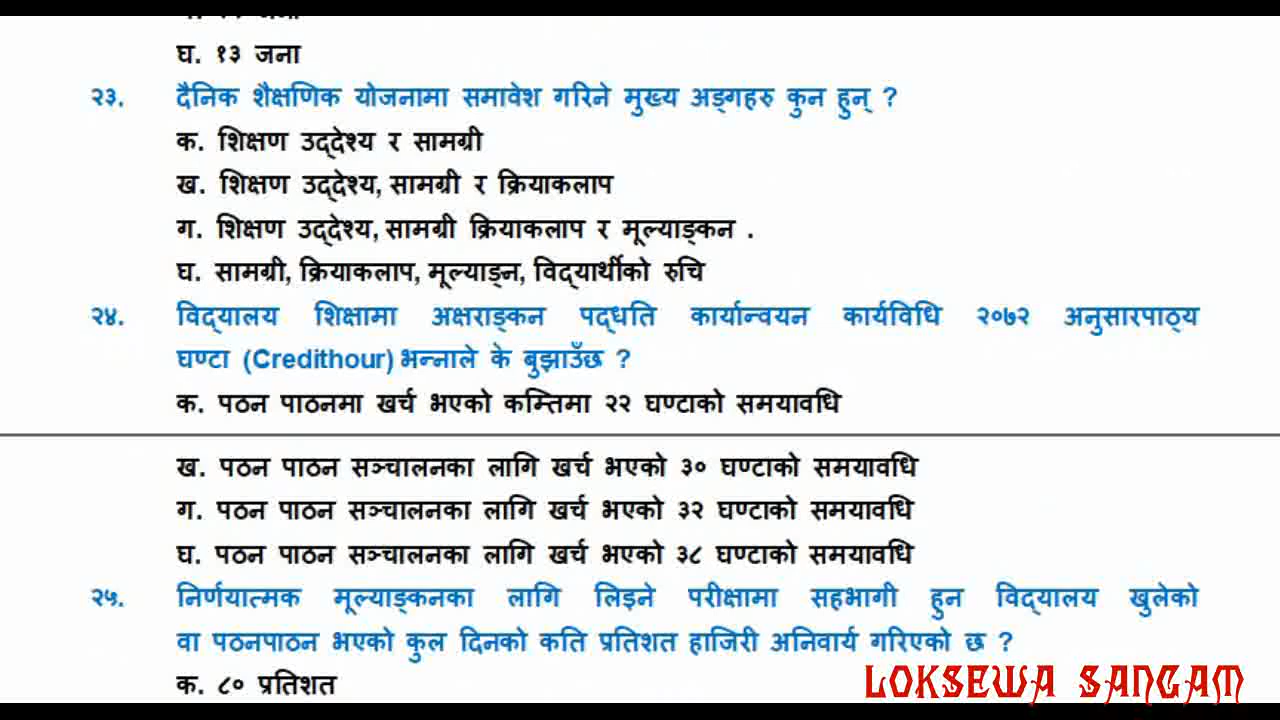 घ. १३ जना
२३. दैनिक शैक्षणिक योजनामा समावेश गरिने मुख्य अङ्गहरु कुन हुन् ?
क. शिक्षण उद्देश्य र सामग्री
ख. शिक्षण उद्देश्य, सामग्री र क्रियाकलाप
ग. शिक्षण उद्देश्य, सामग्री क्रियाकलाप र मूल्याङ्कन .
घ. सामग्री, क्रियाकलाप, मूल्याङ्न, विद्यार्थीको रुचि
२४. विद्यालय शिक्षामा अक्षराङ्कन पद्धति कार्यान्वयन कार्यविधि २०७२ अनुसारपाठ्य
घण्टा (Credithour) भन्नाले के बुझाउँछ ?
क. पठन पाठनमा खर्च भएको कम्तिमा २२ घण्टाको समयावधि
ख. पठन पाठन सञ्चालनका लागि खर्च भएको ३० घण्टाको समयावधि
ग. पठन पाठन सञ्चालनका लागि खर्च भएको ३२ घण्टाको समयावधि
घ. पठन पाठन सञ्चालनका लागि खर्च भएको ३८ घण्टाको समयावधि
२५. निर्णयात्मक मूल्याङ्कनका लागि लिइने परीक्षामा सहभागी हुन विद्यालय खुलेको
वा पठनपाठन भएको कुल दिनको कति प्रतिशत हाजिरी अनिवार्य गरिएको छ ?
क. ८० प्रतिशत
LOKSEWA SANGAM